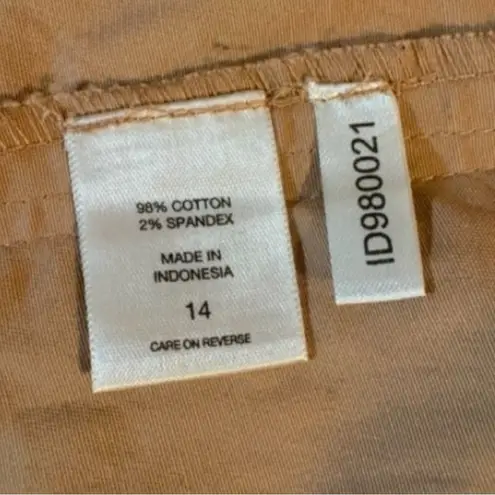 98% COTTON
2% SPANDEX
MADE IN
INDONESIA
14
CARE ON REVERSE
ID980021